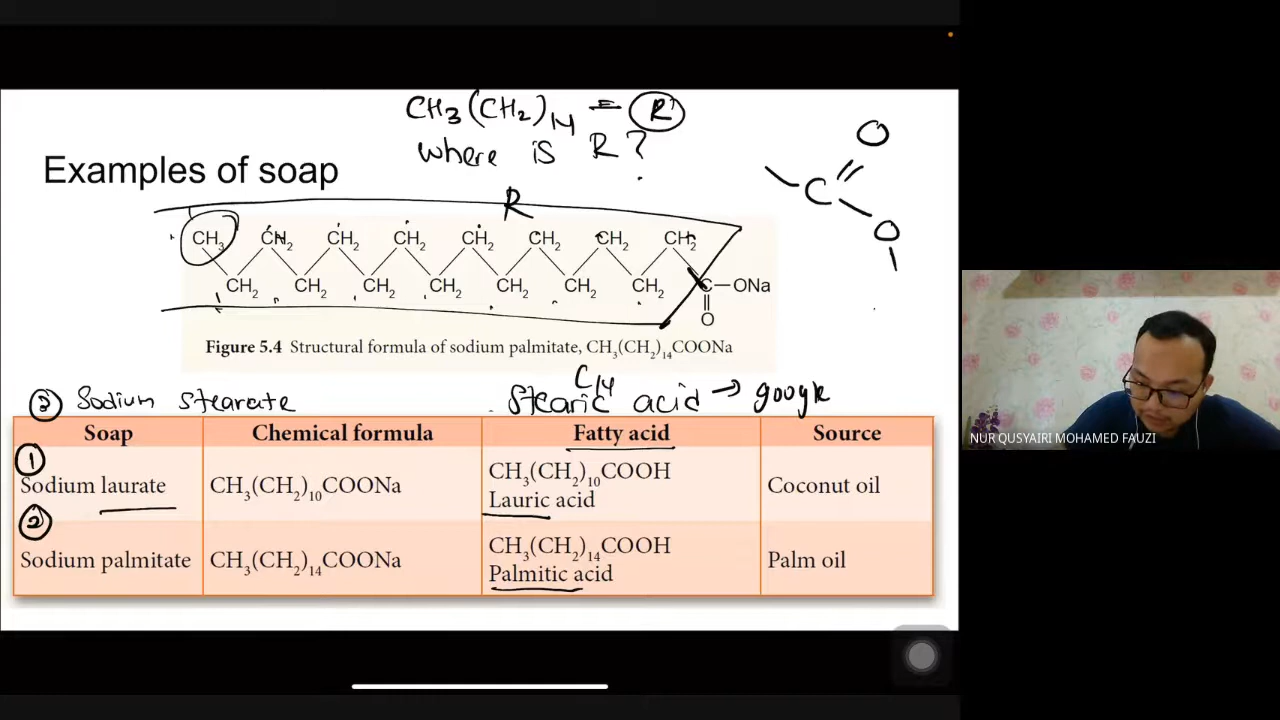 CH3(CH2)14 = R
where is R?
Examples of soap
R
CH3 CH2 CH2 CH2 CH2 CH2 CH2 CH2
CH2 CH2 CH2 CH2 CH2 CH2 CH2 C—ONa
O
O
C
O
Figure 5.4 Structural formula of sodium palmitate, CH3(CH2)14COONa
C14
③ Sodium stearate
Stearic acid → google
Soap Chemical formula Fatty acid Source
①
Sodium laurate CH3(CH2)10COONa CH3(CH2)10COOH Coconut oil
Lauric acid
②
Sodium palmitate CH3(CH2)14COONa CH3(CH2)14COOH Palm oil
Palmitic acid
NUR QUSYAIRI MOHAMED FAUZI